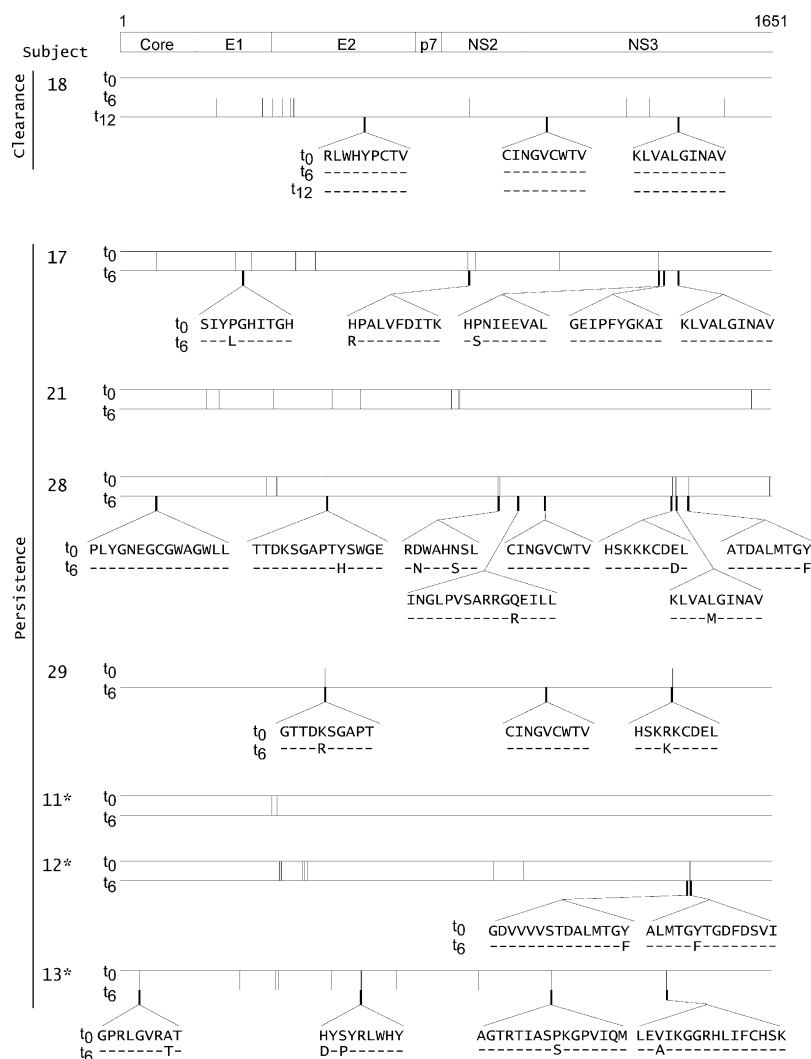 1 1651
Core E1 E2 p7 NS2 NS3
Subject
Clearance
18
t0
t6
t12
t0 RLWHYPCTV CINGVCWTV KLVALGINAV
t6 --------- --------- ----------
t12 --------- --------- ----------
Persistence
17
t0
t6
t0 SIYPGHITGH HPALVFDITK HPNIEEVAL GEIPFYGKAI KLVALGINAV
t6 ---L------ R--------- -S------- ---------- ----------
21
t0
t6
28
t0
t6
t0 PLYGNEGCGWAGWLL TTDKSGAPTYSWGE RDWAHNSL CINGVCWTV HSKKKCDEL ATDALMTGY
t6 --------------- ---------H---- -N---S-- --------- -------D- --------F
INGLPVSARRGQEILL KLVALGINAV
-----------R---- ----M-----
29
t0
t6
t0 GTTDKSGAPT CINGVCWTV HSKRKCDEL
t6 ----R----- --------- ---K-----
11*
t0
t6
12*
t0
t6
t0 GDVVVVSTDALMTGY ALMTGYTGDFDSVI
t6 --------------F -----F--------
13*
t0
t6
t0 GPRLGVRAT HYSYRLWHY AGTRTIASPKGPVIQM LEVIKGGRHLIFCHSK
t6 -------T- D-P------ --------S------- --A-------------